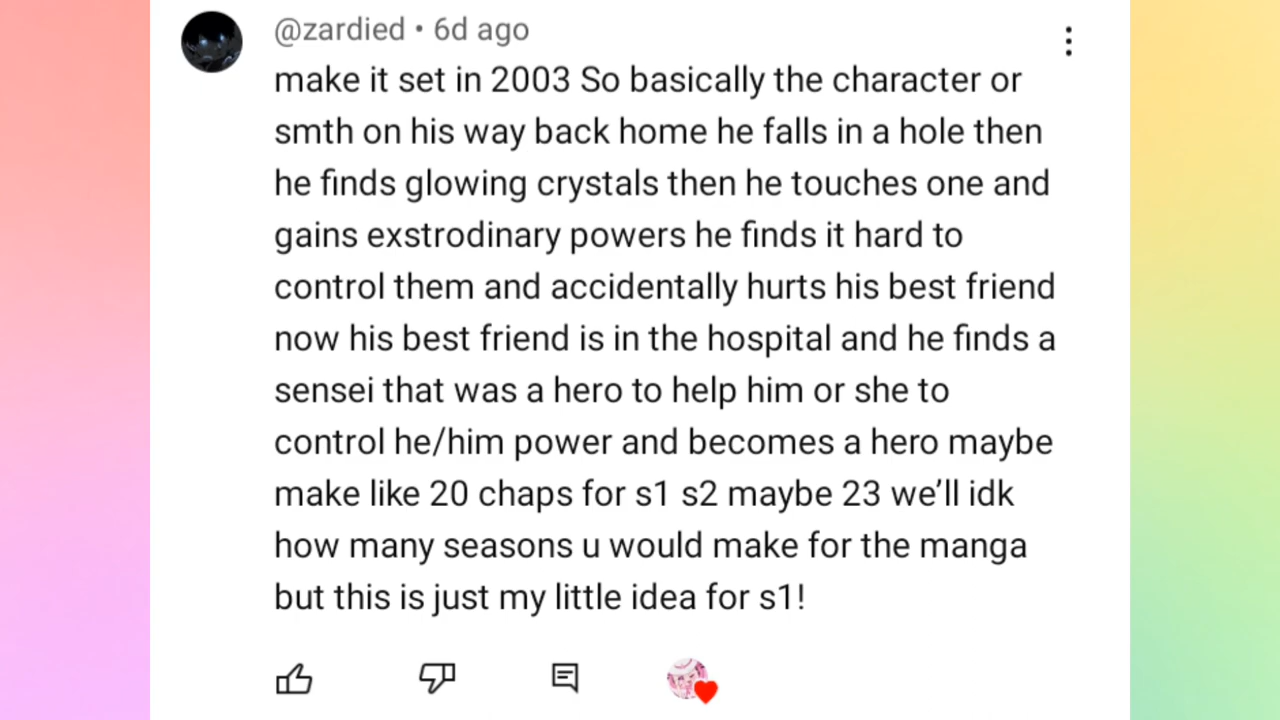 @zardied • 6d ago
make it set in 2003 So basically the character or
smth on his way back home he falls in a hole then
he finds glowing crystals then he touches one and
gains exstrodinary powers he finds it hard to
control them and accidentally hurts his best friend
now his best friend is in the hospital and he finds a
sensei that was a hero to help him or she to
control he/him power and becomes a hero maybe
make like 20 chaps for s1 s2 maybe 23 we’ll idk
how many seasons u would make for the manga
but this is just my little idea for s1!